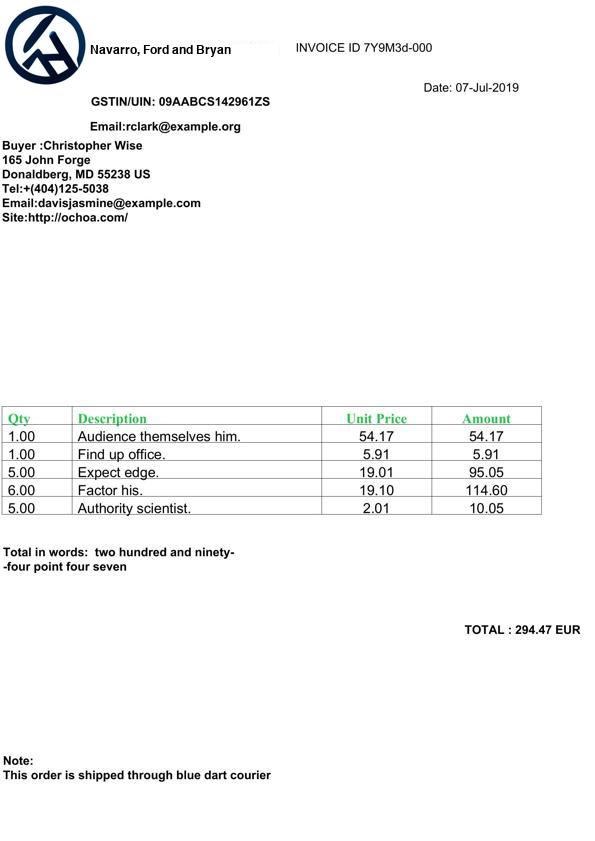 Navarro, Ford and Bryan
INVOICE ID 7Y9M3d-000
Date: 07-Jul-2019
GSTIN/UIN: 09AABCS142961ZS
Email:rclark@example.org
Buyer :Christopher Wise
165 John Forge
Donaldberg, MD 55238 US
Tel:+(404)125-5038
Email:davisjasmine@example.com
Site:http://ochoa.com/
Qty Description Unit Price Amount
1.00 Audience themselves him. 54.17 54.17
1.00 Find up office. 5.91 5.91
5.00 Expect edge. 19.01 95.05
6.00 Factor his. 19.10 114.60
5.00 Authority scientist. 2.01 10.05
Total in words:  two hundred and ninety-
-four point four seven
TOTAL : 294.47 EUR
Note:
This order is shipped through blue dart courier